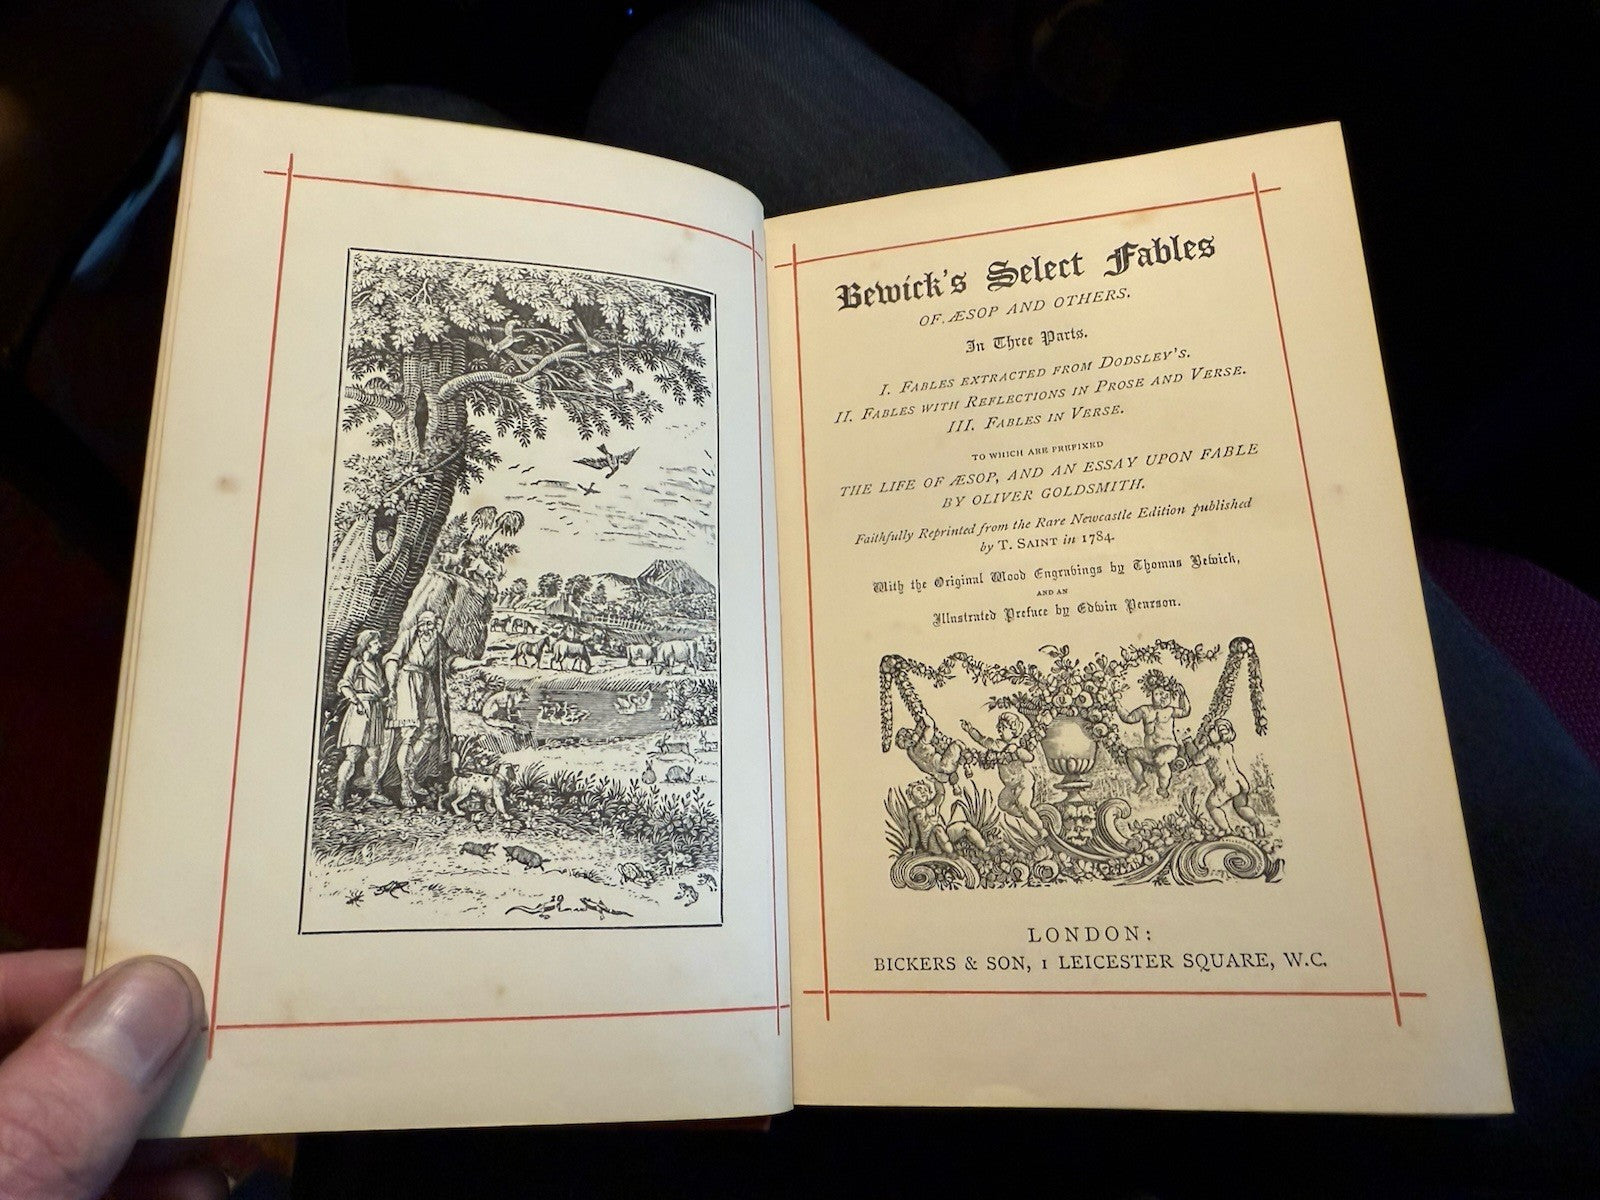 Bewick's Select Fables
OF ÆSOP AND OTHERS.
In Three Parts.
I. FABLES EXTRACTED FROM DODSLEY'S.
II. FABLES WITH REFLECTIONS IN PROSE AND VERSE.
III. FABLES IN VERSE.
TO WHICH ARE PREFIXED
THE LIFE OF ÆSOP, AND AN ESSAY UPON FABLE
BY OLIVER GOLDSMITH.
Faithfully Reprinted from the Rare Newcastle Edition published
by T. SAINT in 1784.
With the Original Wood Engravings by Thomas Bewick,
AND AN
Illustrated Preface by Edwin Pearson.
LONDON:
BICKERS & SON, 1 LEICESTER SQUARE, W.C.